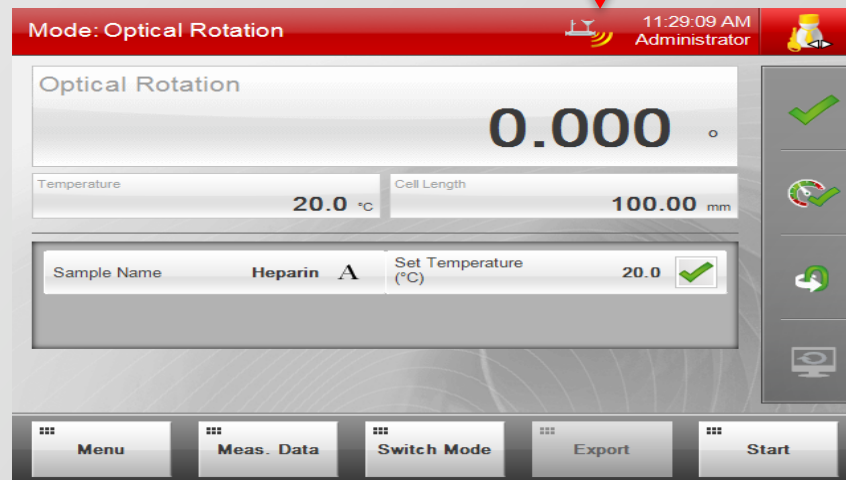 Mode: Optical Rotation
11:29:09 AM
Administrator
Optical Rotation
0.000 °
Temperature
20.0 °C
Cell Length
100.00 mm
Sample Name Heparin A
Set Temperature
(°C) 20.0
Menu
Meas. Data
Switch Mode
Export
Start